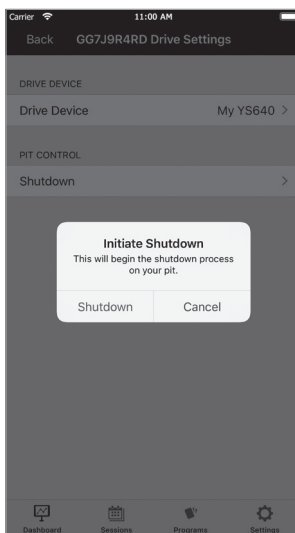 Carrier 11:00 AM
Back GG7J9R4RD Drive Settings
DRIVE DEVICE
Drive Device My YS640 >
PIT CONTROL
Shutdown >
Initiate Shutdown
This will begin the shutdown process
on your pit.
Shutdown Cancel
Dashboard Sessions Programs Settings